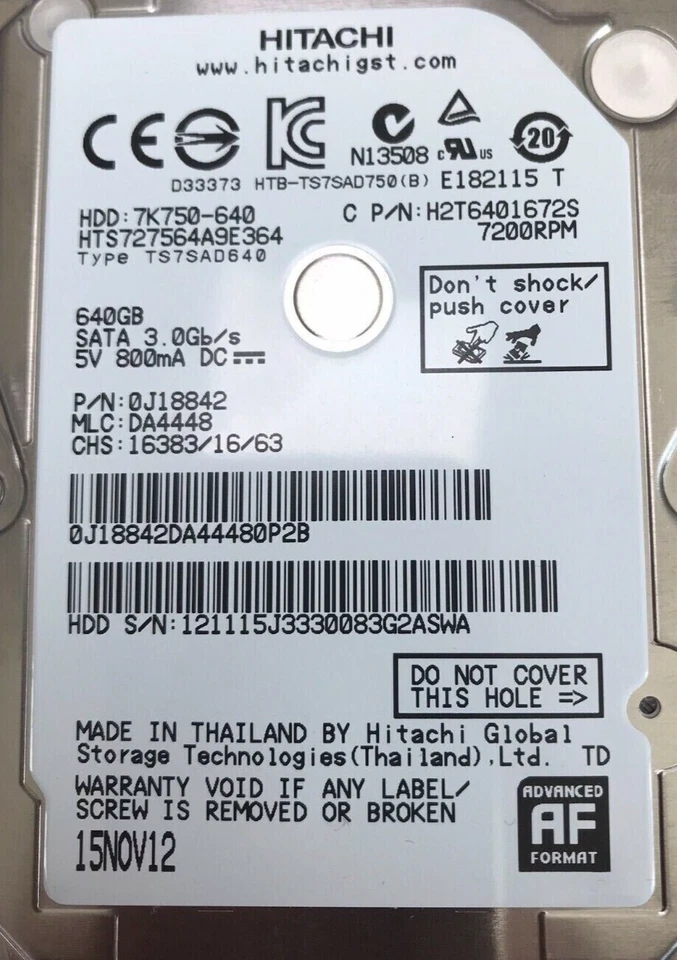 HITACHI
www.hitachigst.com
N13508
c RU US
20
D33373 HTB-TS7SAD750(B) E182115 T
HDD:7K750-640 C P/N:H2T6401672S
HTS727564A9E364 7200RPM
Type TS7SAD640
Don't shock/
push cover
640GB
SATA 3.0Gb/s
5V 800mA DC
P/N:0J18842
MLC:DA4448
CHS:16383/16/63
0J18842DA44480P2B
HDD S/N:121115J3330083G2ASWA
DO NOT COVER
THIS HOLE =>
MADE IN THAILAND BY Hitachi Global
Storage Technologies(Thailand),Ltd. TD
WARRANTY VOID IF ANY LABEL/
SCREW IS REMOVED OR BROKEN
15NOV12
ADVANCED
AF
FORMAT